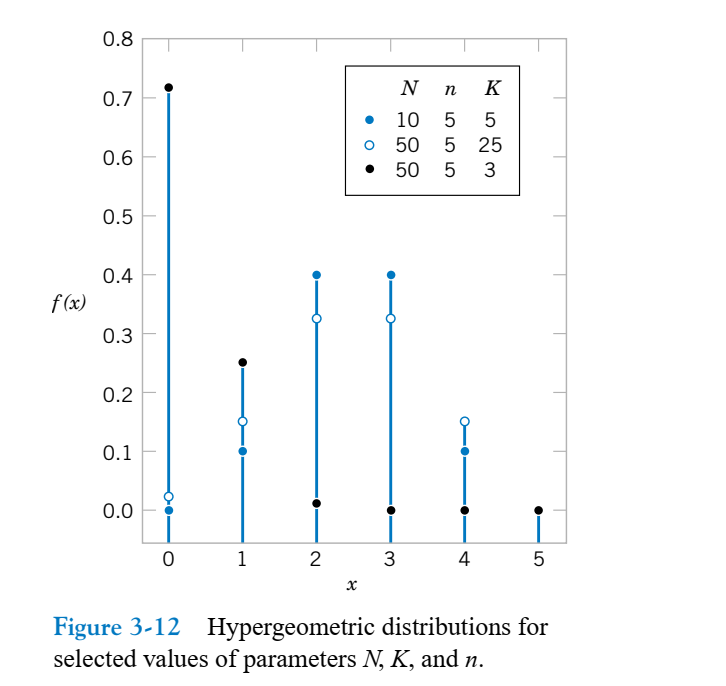 0.8
0.7
0.6
0.5
0.4
0.3
0.2
0.1
0.0
f(x)
N n K
10 5 5
50 5 25
50 5 3
0 1 2 3 4 5
x
Figure 3-12 Hypergeometric distributions for
selected values of parameters N, K, and n.